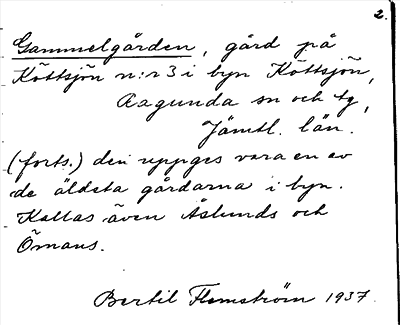 2.
Gammelgården, gård på
Köttsjön n:r 3 i byn Köttsjön,
Ragunda sn och tg,
Jämtl. län.
(forts.) den uppges vara en av
de äldsta gårdarna i byn.
Kallas även Åslunds och
Ömans.
Bertil Flemström 1937.